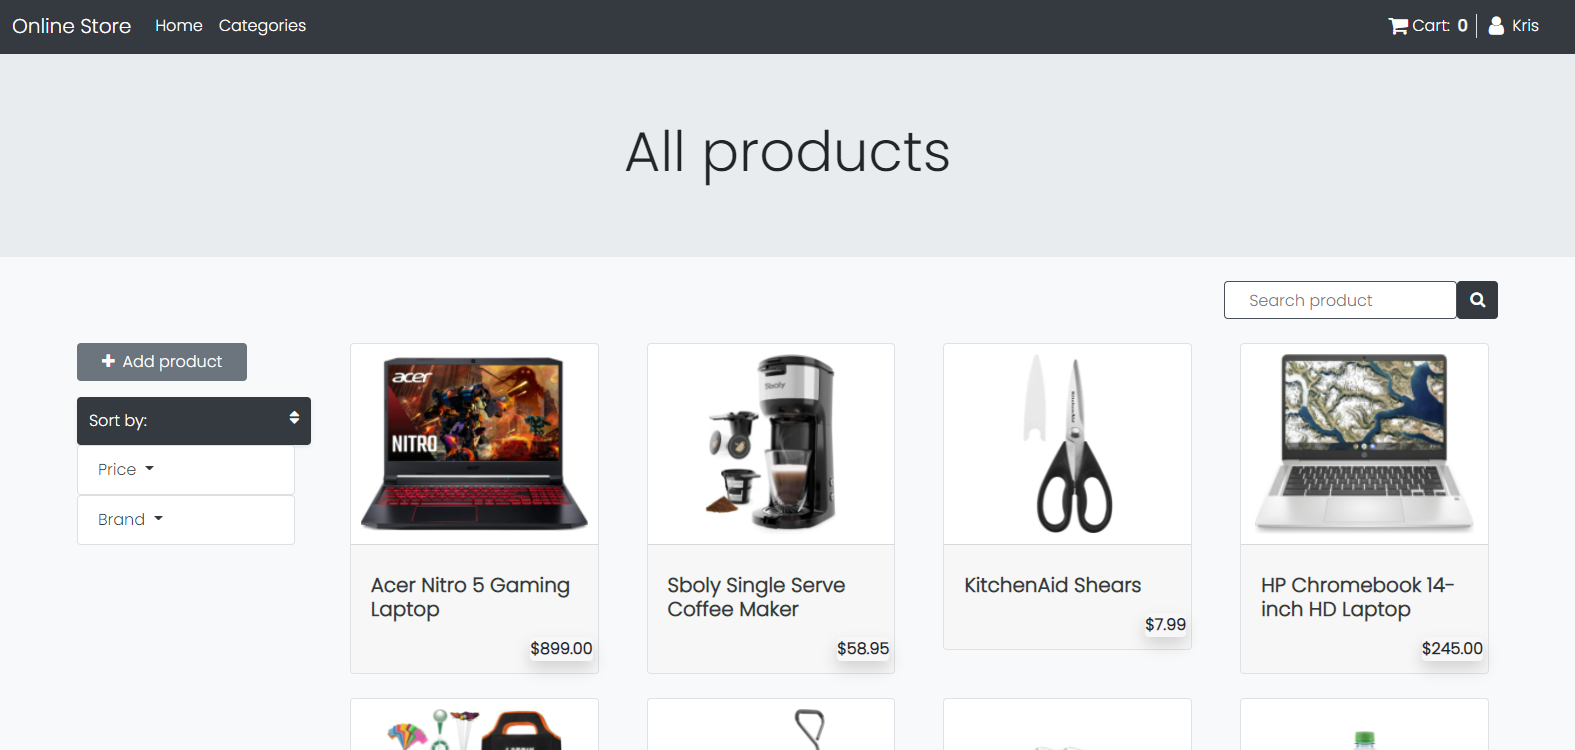 Online Store
Home
Categories
Cart: 0
Kris
All products
Search product
Add product
Sort by:
Price
Brand
acer
NITRO
Acer Nitro 5 Gaming
Laptop
$899.00
Sboly
Sboly Single Serve
Coffee Maker
$58.95
KitchenAid
KitchenAid Shears
$7.99
HP Chromebook 14-
inch HD Laptop
$245.00